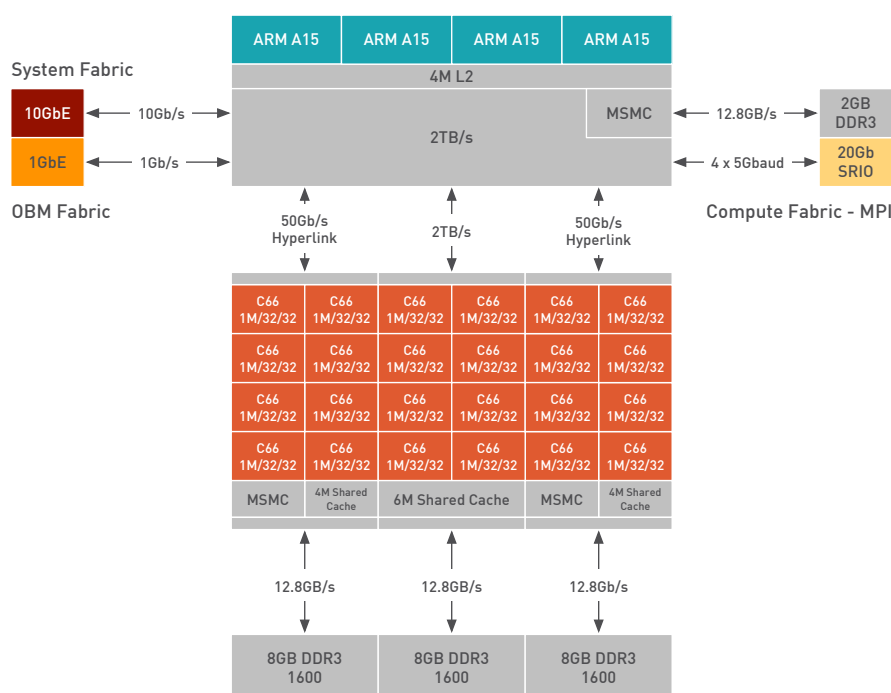 ARM A15 ARM A15 ARM A15 ARM A15
System Fabric
4M L2
10GbE 10Gb/s MSMC 12.8GB/s 2GB
DDR3
2TB/s
1GbE 1Gb/s 4 x 5Gbaud 20Gb
SRIO
OBM Fabric Compute Fabric - MPI
50Gb/s
Hyperlink
2TB/s
50Gb/s
Hyperlink
C66 C66 C66 C66 C66 C66
1M/32/32 1M/32/32 1M/32/32 1M/32/32 1M/32/32 1M/32/32
C66 C66 C66 C66 C66 C66
1M/32/32 1M/32/32 1M/32/32 1M/32/32 1M/32/32 1M/32/32
C66 C66 C66 C66 C66 C66
1M/32/32 1M/32/32 1M/32/32 1M/32/32 1M/32/32 1M/32/32
C66 C66 C66 C66 C66 C66
1M/32/32 1M/32/32 1M/32/32 1M/32/32 1M/32/32 1M/32/32
MSMC
4M Shared
Cache
6M Shared Cache
MSMC
4M Shared
Cache
12.8GB/s 12.8GB/s 12.8Gb/s
8GB DDR3 8GB DDR3 8GB DDR3
1600 1600 1600